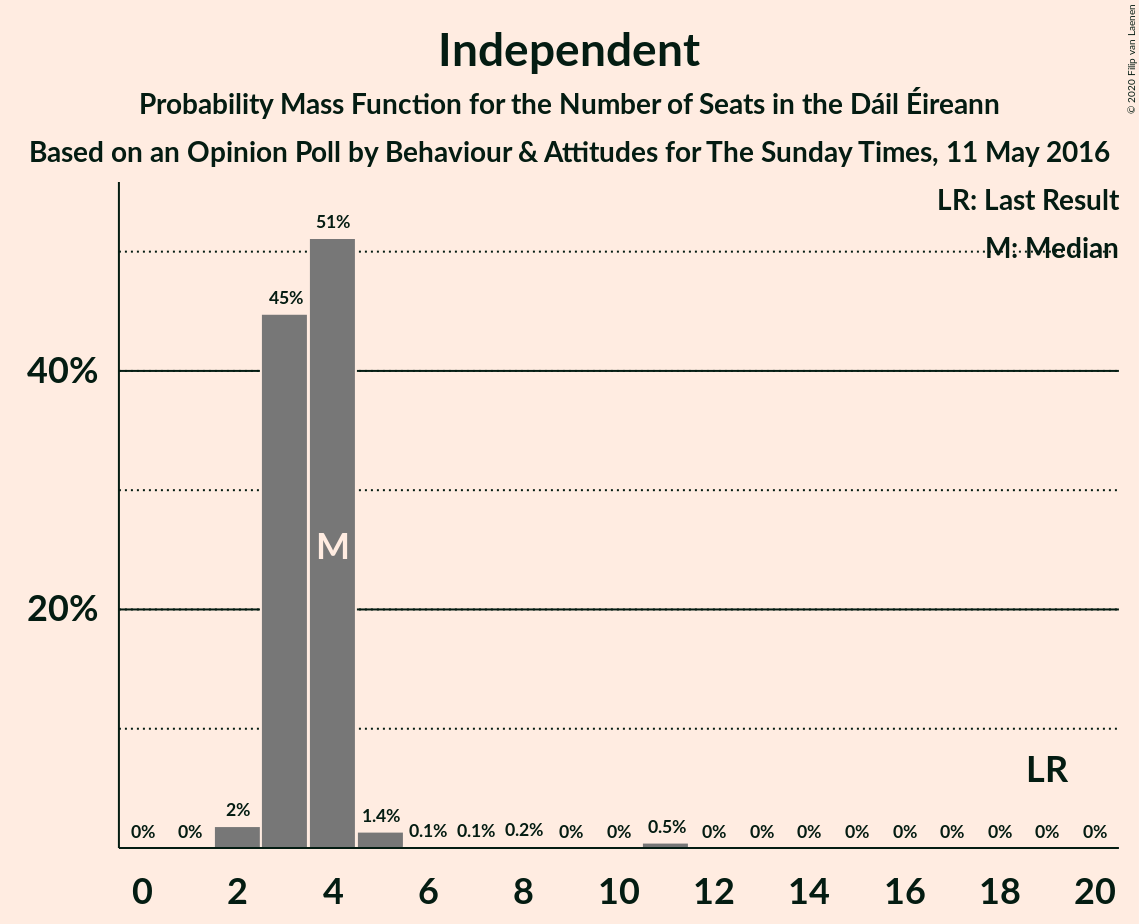 Independent
Probability Mass Function for the Number of Seats in the Dáil Éireann
Based on an Opinion Poll by Behaviour & Attitudes for The Sunday Times, 11 May 2016
© 2020 Filip van Laenen
LR: Last Result
M: Median
51%
45%
40%
M
20%
LR
0% 0% 2% 1.4% 0.1% 0.1% 0.2% 0% 0% 0.5% 0% 0% 0% 0% 0% 0% 0% 0% 0%
0 2 4 6 8 10 12 14 16 18 20